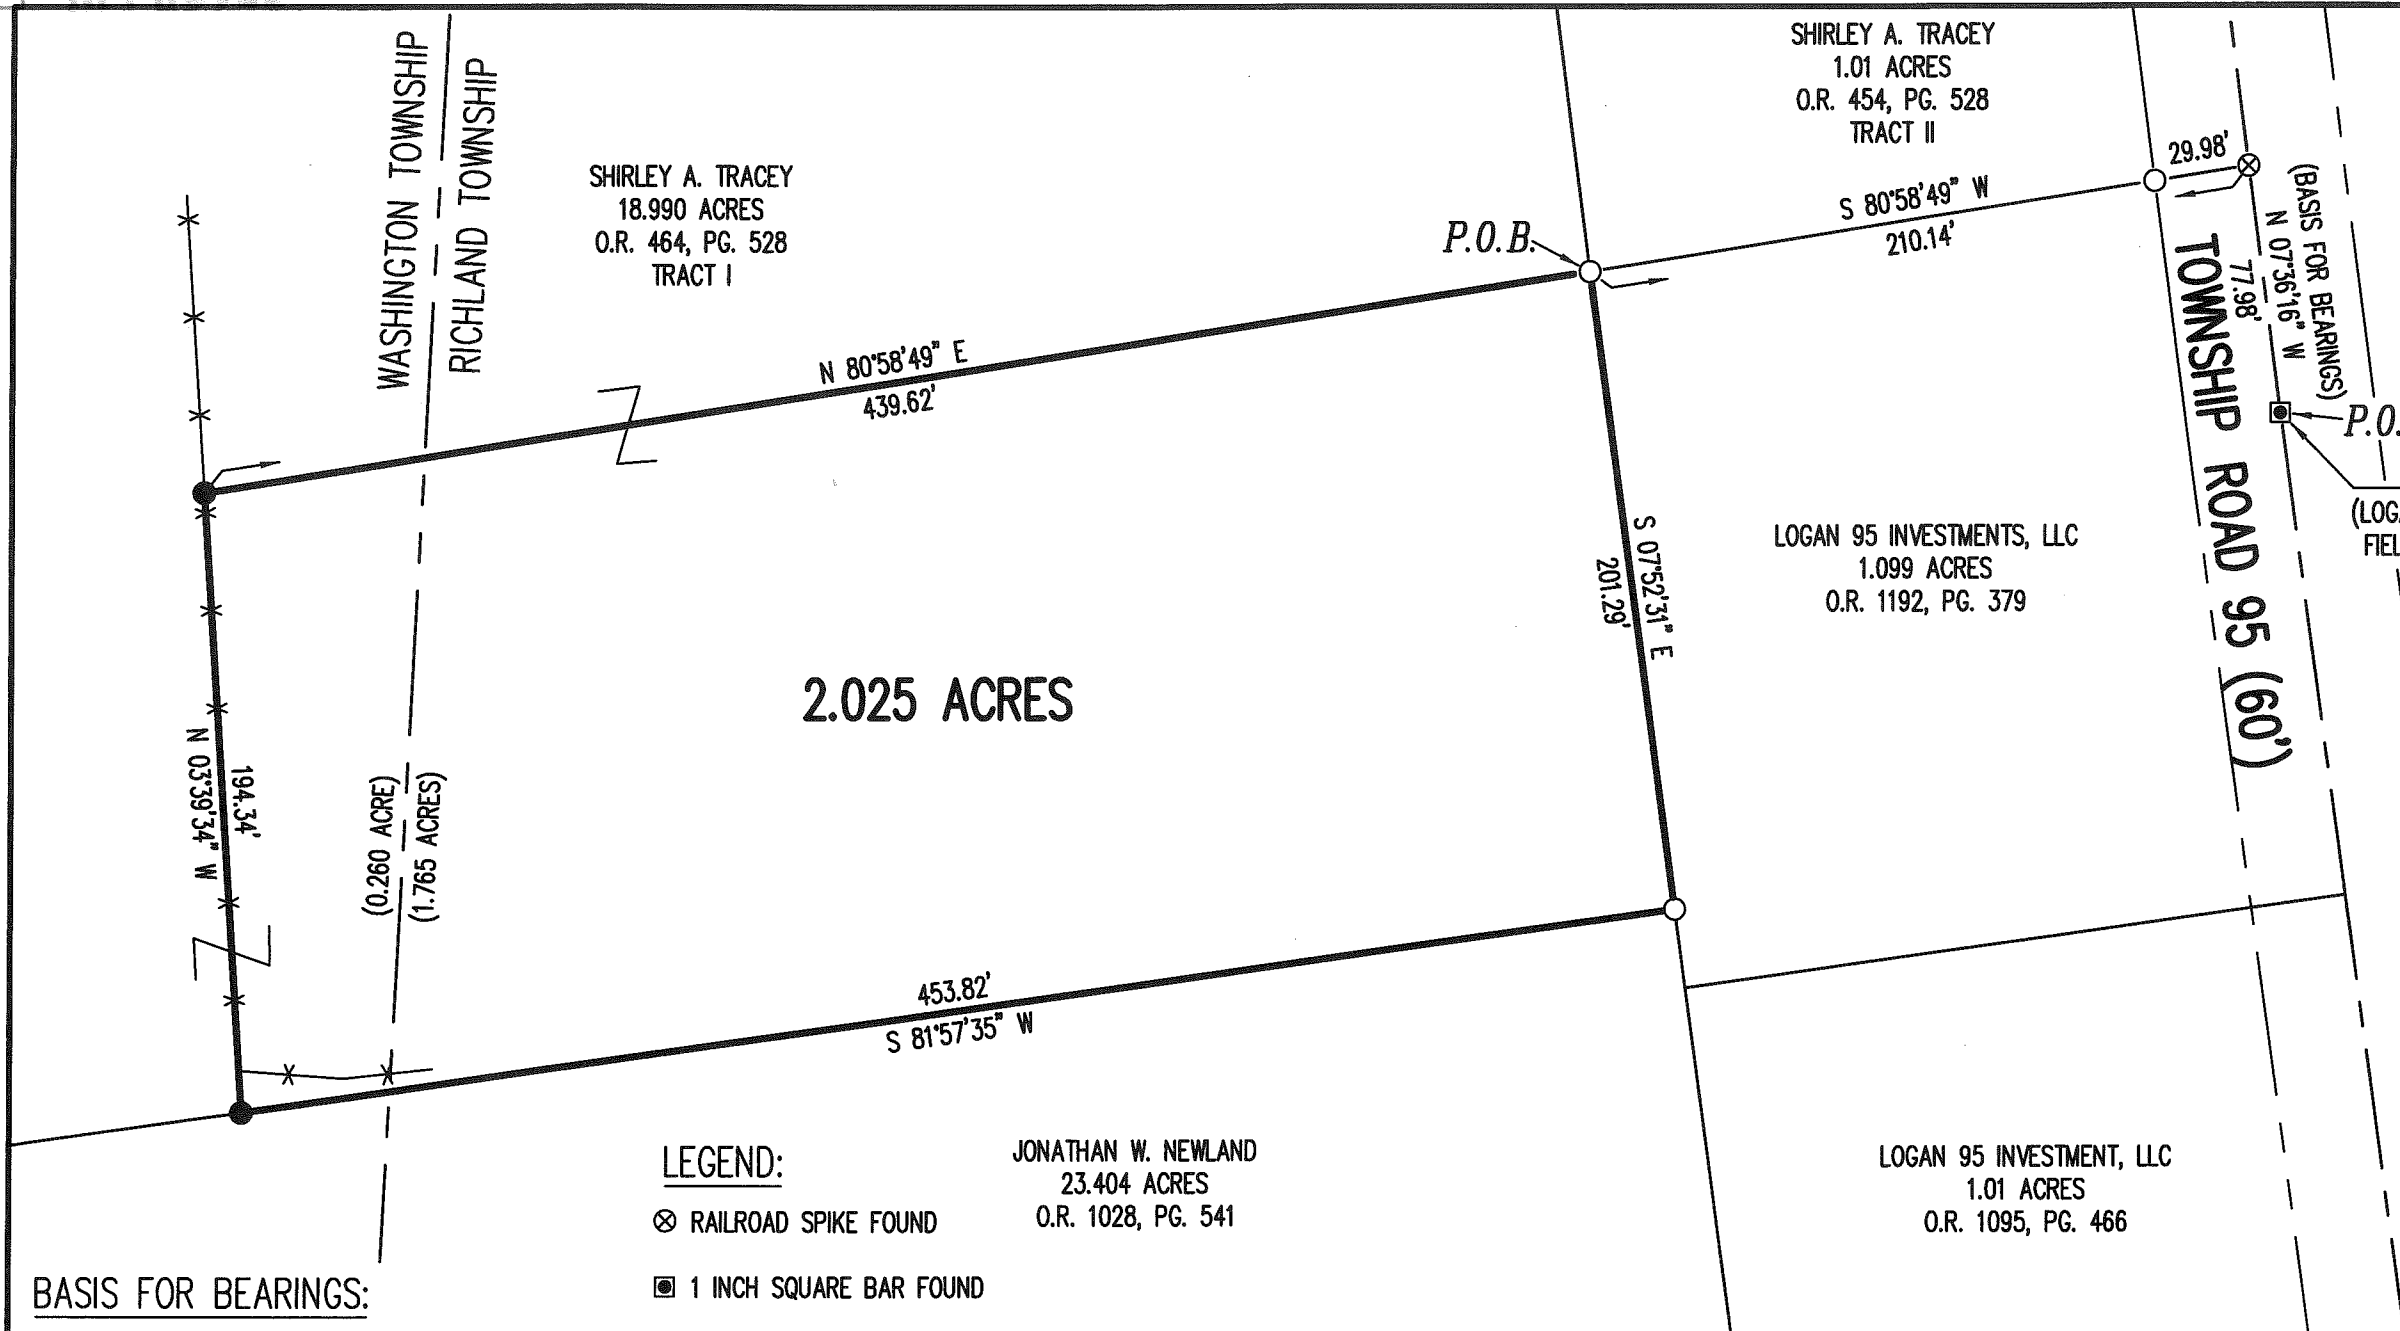 WASHINGTON TOWNSHIP
RICHLAND TOWNSHIP
SHIRLEY A. TRACEY
18.990 ACRES
O.R. 464, PG. 528
TRACT I
SHIRLEY A. TRACEY
1.01 ACRES
O.R. 454, PG. 528
TRACT II
29.98'
S 80°58'49" W
210.14'
P.O.B.
(BASIS FOR BEARINGS)
N 07°36'16" W
77.98'
TOWNSHIP ROAD 95 (60')
P.O.
(LOGA
FIEL
N 80°58'49" E
439.62'
S 07°52'31" E
201.29'
LOGAN 95 INVESTMENTS, LLC
1.099 ACRES
O.R. 1192, PG. 379
2.025 ACRES
194.34'
N 03°39'34" W
(0.260 ACRE)
(1.765 ACRES)
453.82'
S 81°57'35" W
LEGEND:
RAILROAD SPIKE FOUND
1 INCH SQUARE BAR FOUND
JONATHAN W. NEWLAND
23.404 ACRES
O.R. 1028, PG. 541
LOGAN 95 INVESTMENT, LLC
1.01 ACRES
O.R. 1095, PG. 466
BASIS FOR BEARINGS: